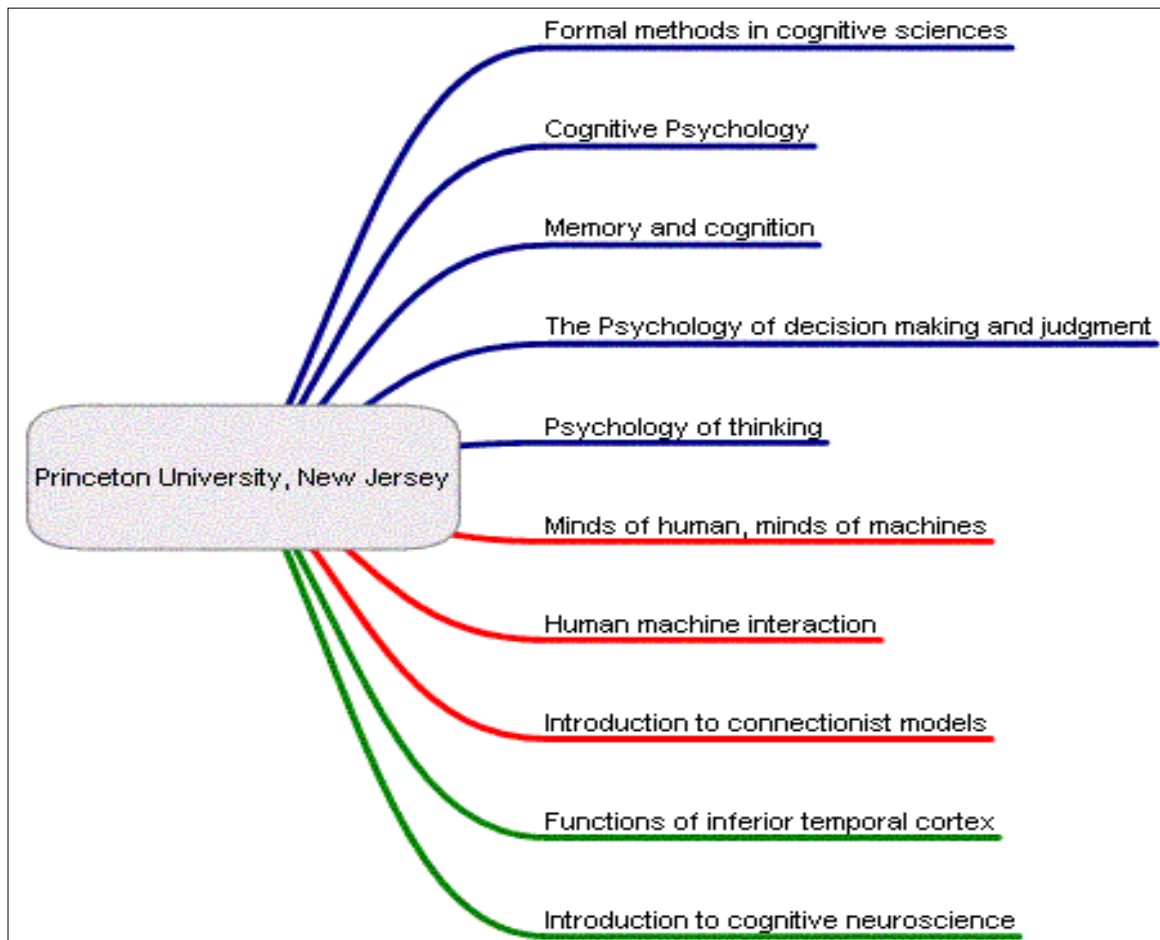 Formal methods in cognitive sciences
Cognitive Psychology
Memory and cognition
The Psychology of decision making and judgment
Psychology of thinking
Princeton University, New Jersey
Minds of human, minds of machines
Human machine interaction
Introduction to connectionist models
Functions of inferior temporal cortex
Introduction to cognitive neuroscience